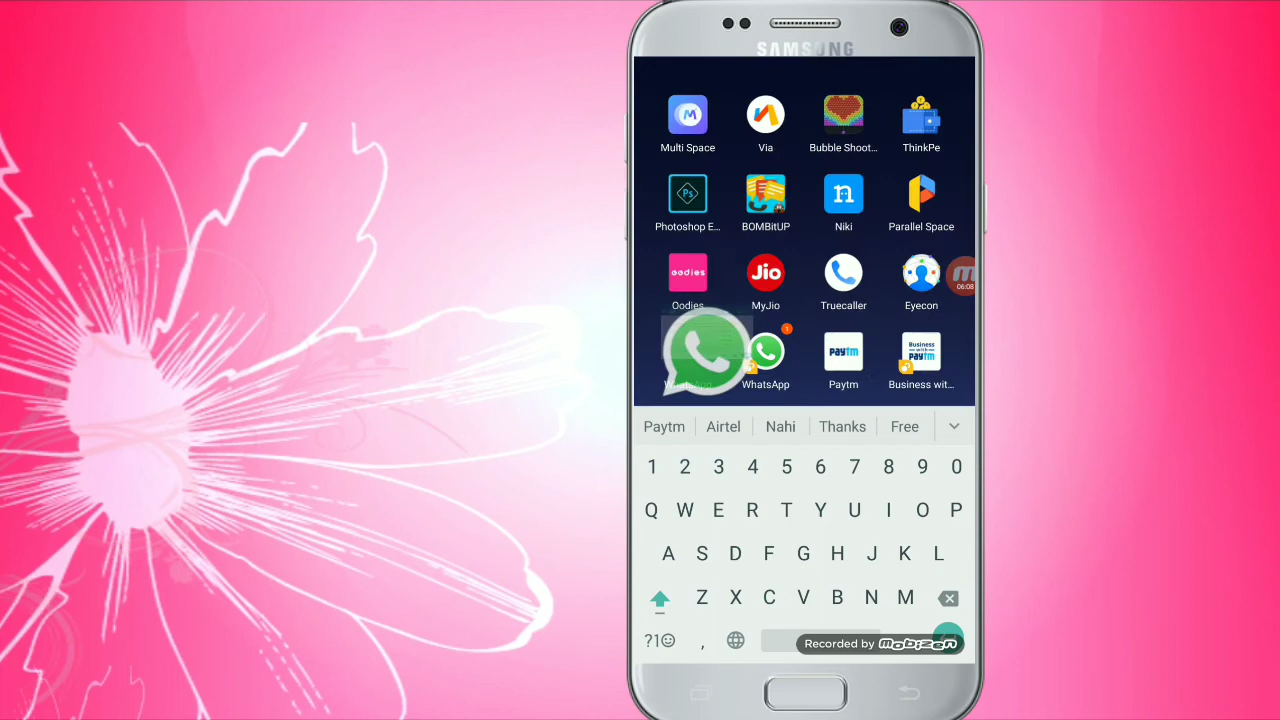 SAMSUNG
Multi Space Via Bubble Shoot... ThinkPe
Ps
Photoshop E... BOMBitUP Niki Parallel Space
oodies Jio
06:08
Oodies MyJio Truecaller Eyecon
1
Paytm Business with Paytm
WhatsApp WhatsApp Paytm Business wit...
Paytm Airtel Nahi Thanks Free
1 2 3 4 5 6 7 8 9 0
Q W E R T Y U I O P
A S D F G H J K L
Z X C V B N M
?1☺ ,
Recorded by mobizen